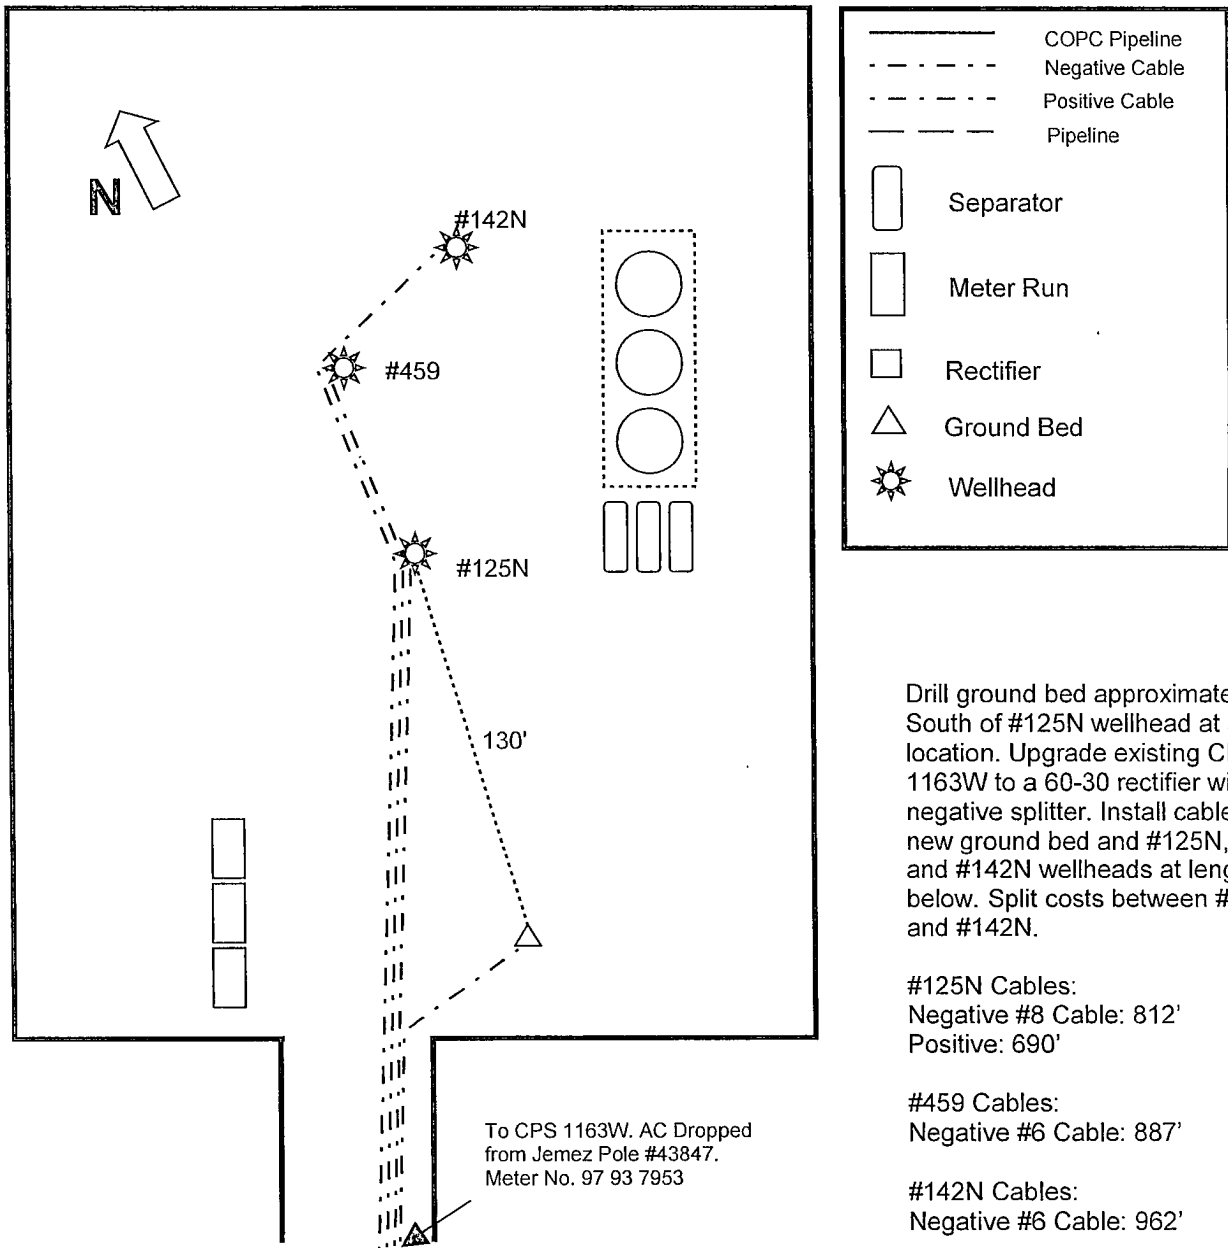 COPC Pipeline
Negative Cable
Positive Cable
Pipeline
Separator
Meter Run
Rectifier
Ground Bed
Wellhead
N
#142N
#459
#125N
130'
To CPS 1163W. AC Dropped
from Jemez Pole #43847.
Meter No. 97 93 7953
Drill ground bed
South of #125N wellhead at
location. Upgrade existing
1163W to a 60-30 rectifier
negative splitter. Install
new ground bed and #125N,
and #142N wellheads at
below. Split costs between
and #142N.
#125N Cables:
Negative #8 Cable: 812'
Positive: 690'
#459 Cables:
Negative #6 Cable: 887'
#142N Cables:
Negative #6 Cable: 962'